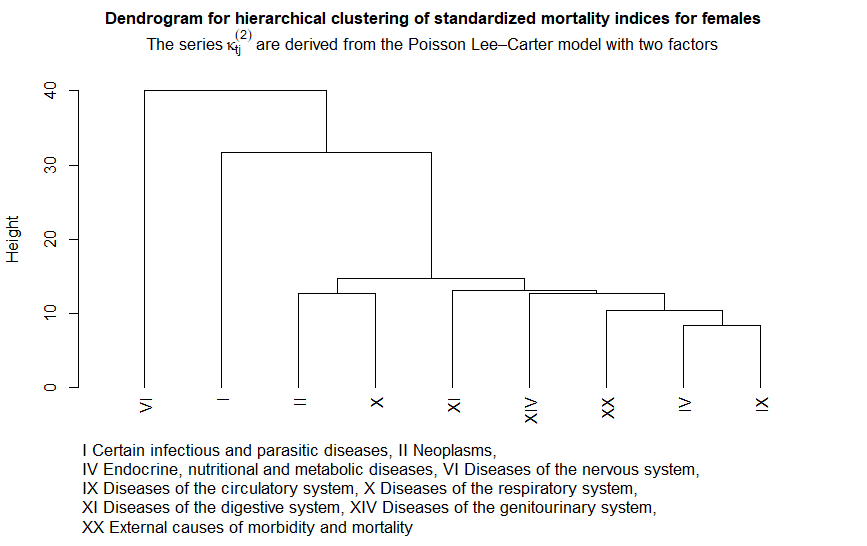 Dendrogram for hierarchical clustering of standardized mortality indices for females
The series κ_tj^(2) are derived from the Poisson Lee–Carter model with two factors
Height
40
30
20
10
0
VI I II X XI XIV XX IV IX
I Certain infectious and parasitic diseases, II Neoplasms,
IV Endocrine, nutritional and metabolic diseases, VI Diseases of the nervous system,
IX Diseases of the circulatory system, X Diseases of the respiratory system,
XI Diseases of the digestive system, XIV Diseases of the genitourinary system,
XX External causes of morbidity and mortality